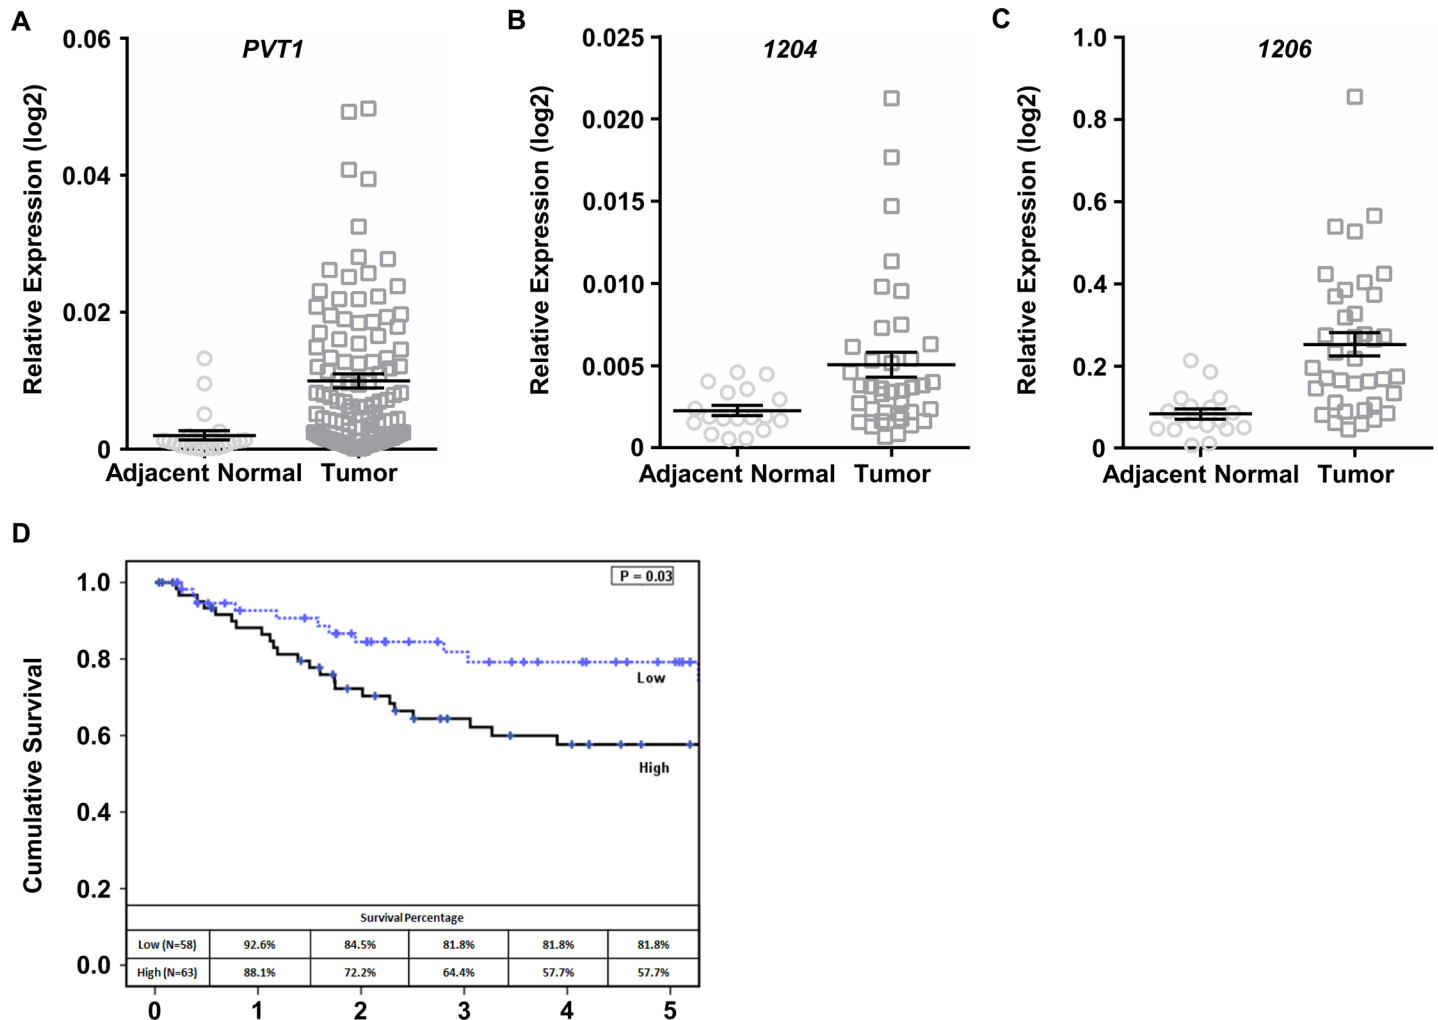 A
PVT1
Relative Expression (log2)
0.06
0.04
0.02
0
Adjacent Normal
Tumor
B
1204
Relative Expression (log2)
0.025
0.020
0.015
0.010
0.005
0
Adjacent Normal
Tumor
C
1206
Relative Expression (log2)
1.0
0.8
0.6
0.4
0.2
0
Adjacent Normal
Tumor
D
Cumulative Survival
1.0
0.8
0.6
0.4
0.2
0.0
P = 0.03
Low
High
Survival Percentage
Low (N=58) 92.6% 84.5% 81.8% 81.8% 81.8%
High (N=63) 88.1% 72.2% 64.4% 57.7% 57.7%
0 1 2 3 4 5